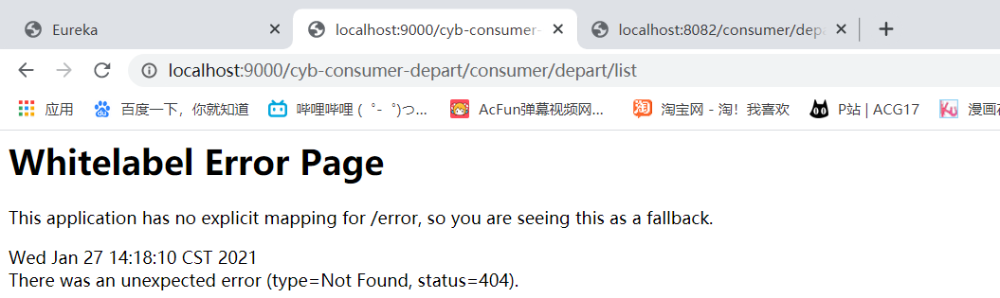 Eureka
localhost:9000/cyb-consumer-
localhost:8082/consumer/depa
localhost:9000/cyb-consumer-depart/consumer/depart/list
应用 百度一下，你就知道 哔哩哔哩 (゜-゜)つ... AcFun弹幕视频网... 淘宝网 - 淘！我喜欢 P站 | ACG17 漫画花
Whitelabel Error Page
This application has no explicit mapping for /error, so you are seeing this as a fallback.
Wed Jan 27 14:18:10 CST 2021
There was an unexpected error (type=Not Found, status=404).